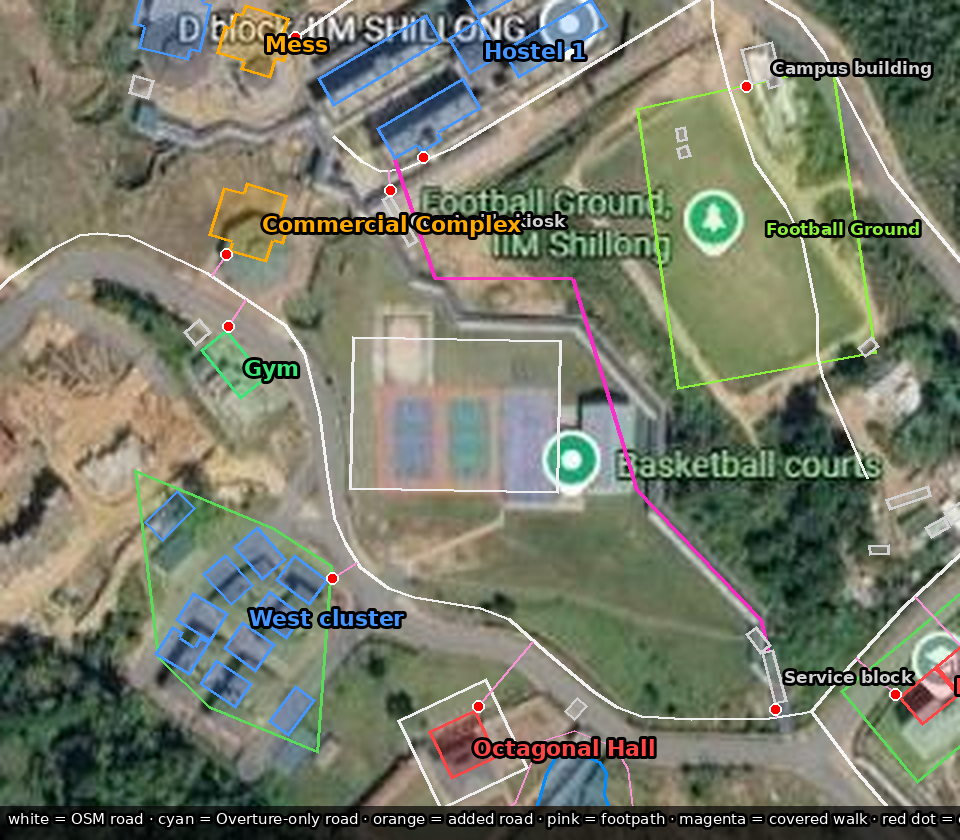 D block IIM SHILLONG
Mess
Hostel 1
Campus building
Football Ground,
IIM Shillong
kiosk
Commercial Complex
Football Ground
Gym
Basketball courts
West cluster
Service block
Octagonal Hall
white = OSM road · cyan = Overture-only road · orange = added road · pink = footpath · magenta = covered walk · red dot =